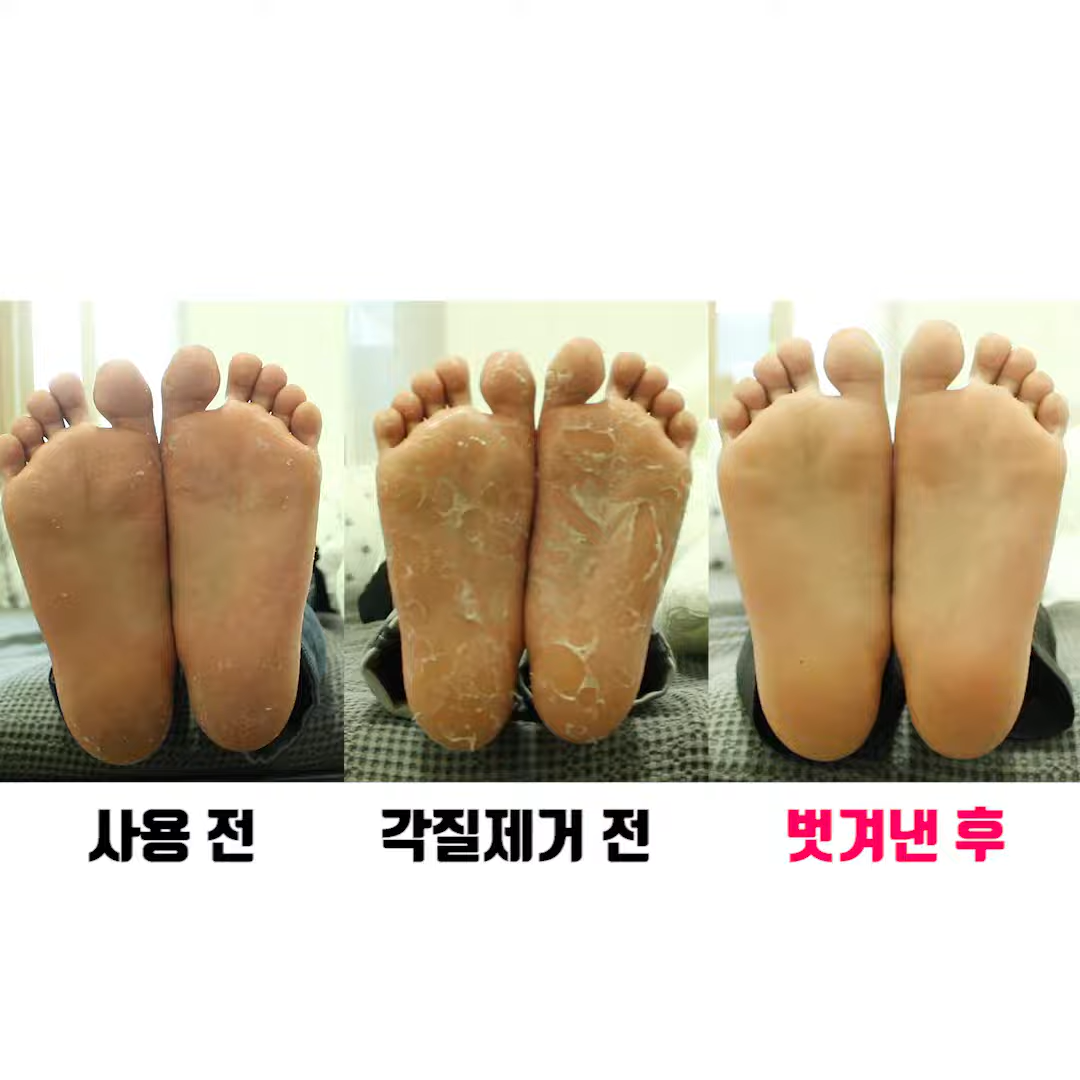 사용 전
각질제거 전
벗겨낸 후